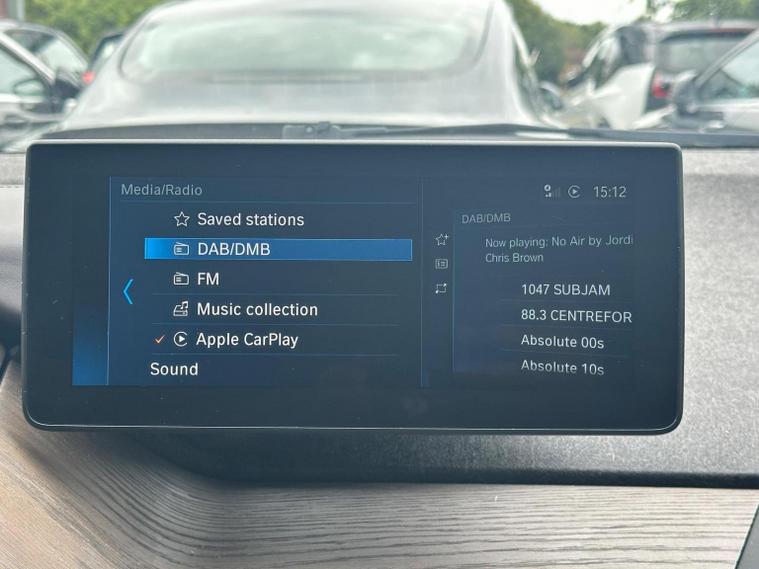 Media/Radio
15:12
Saved stations
DAB/DMB
FM
Music collection
Apple CarPlay
Sound
DAB/DMB
Now playing: No Air by Jordi
Chris Brown
1047 SUBJAM
88.3 CENTREFOR
Absolute 00s
Absolute 10s